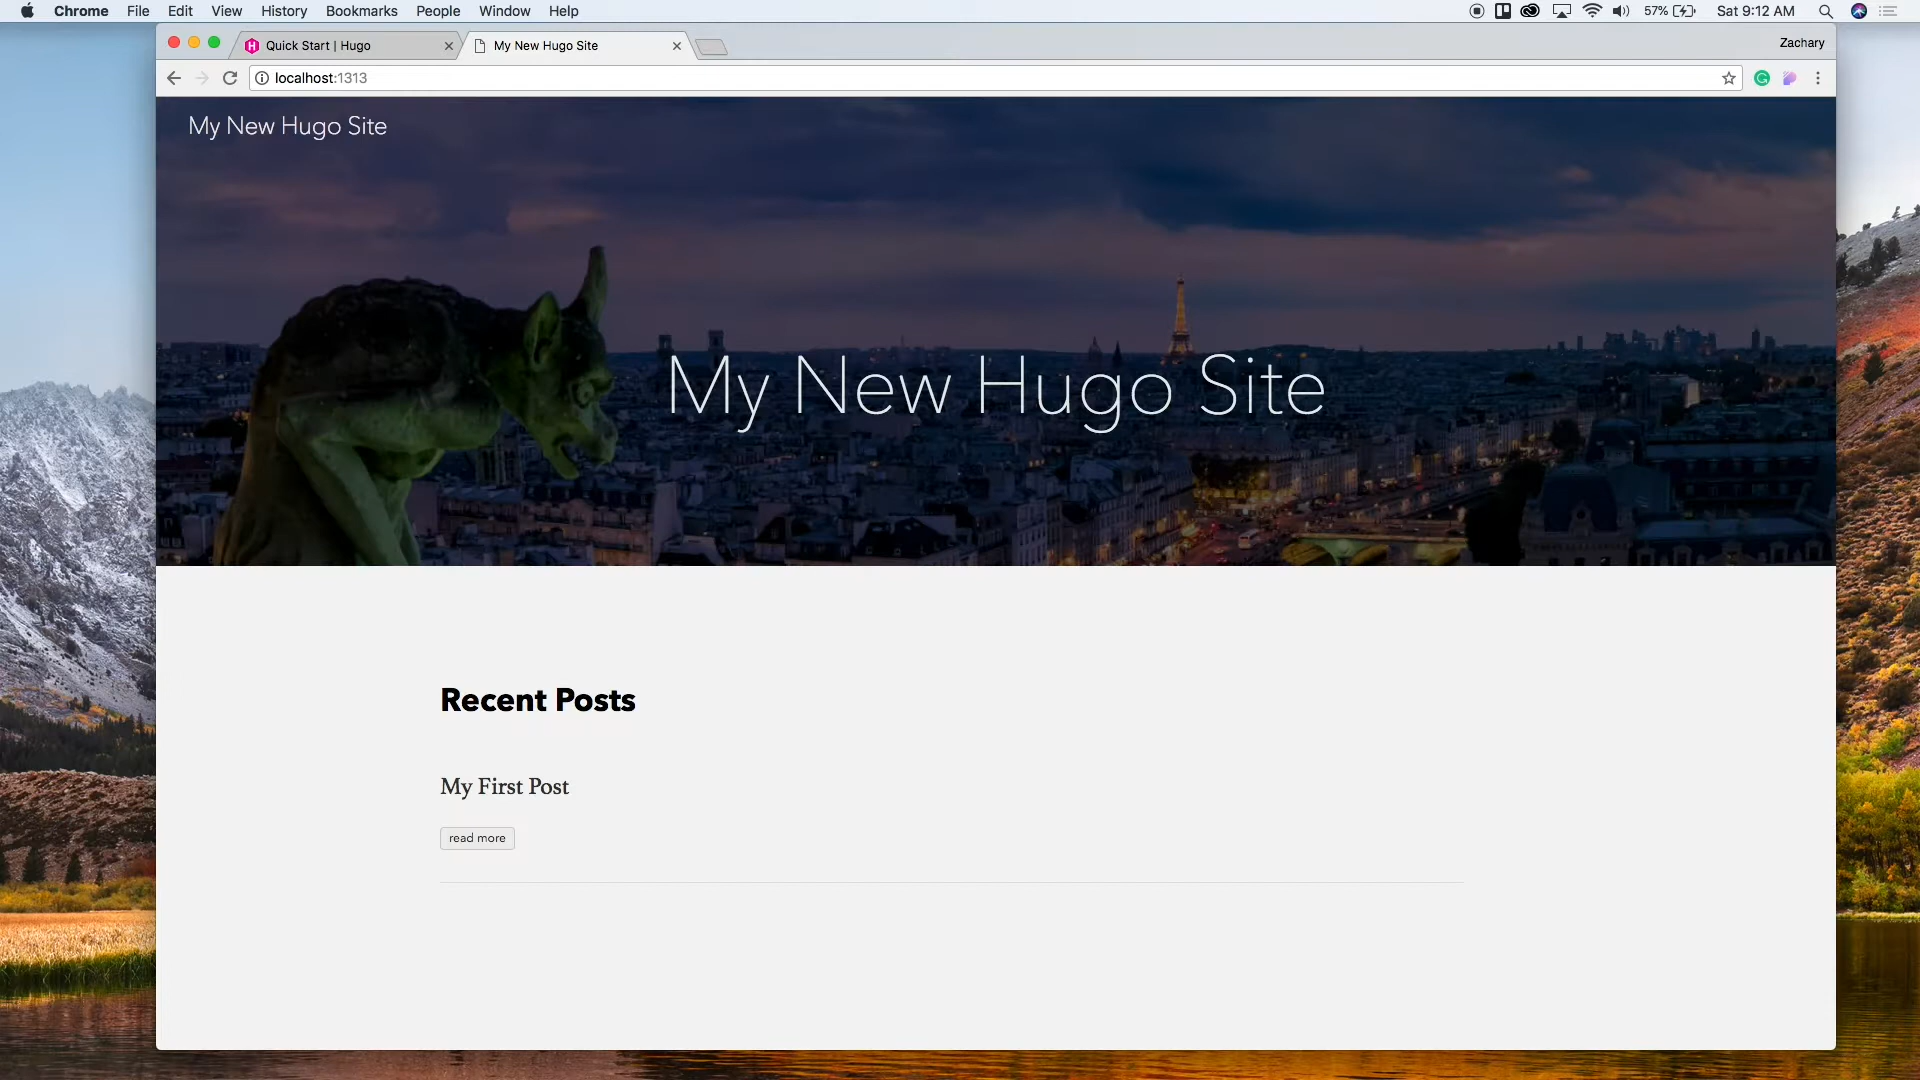 Chrome File Edit View History Bookmarks People Window Help 57% Sat 9:12 AM
Quick Start | Hugo My New Hugo Site Zachary
localhost:1313
My New Hugo Site
My New Hugo Site
Recent Posts
My First Post
read more